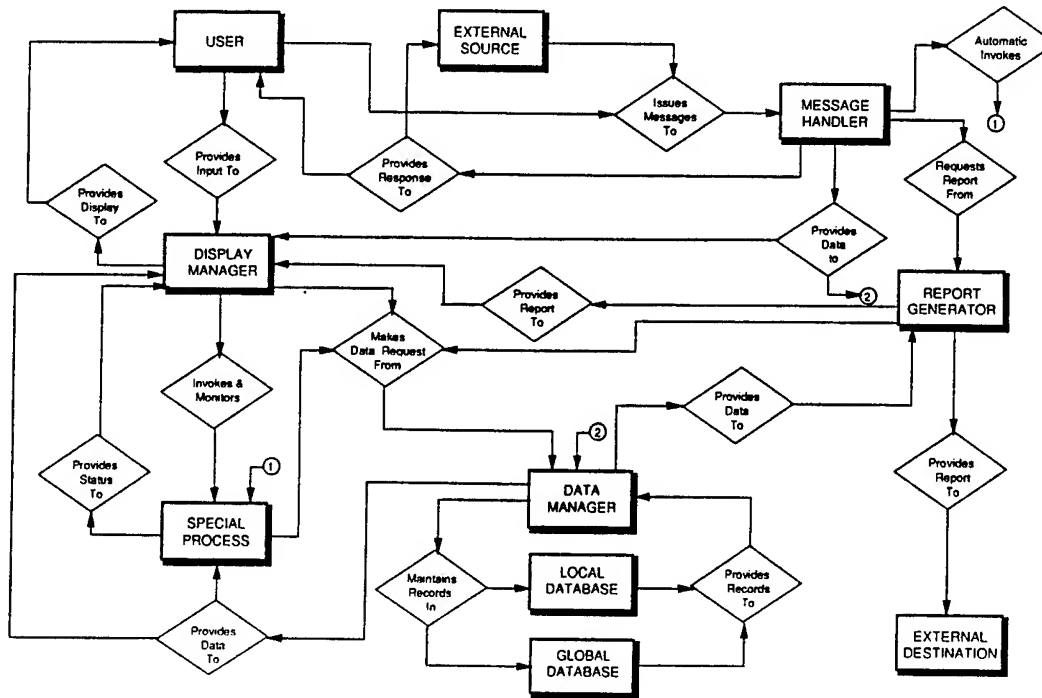 USER
EXTERNAL
SOURCE
Automatic
Invokes
Issues
Messages
To
MESSAGE
HANDLER
1
Provides
Input To
Provides
Response
To
Requests
Report
From
Provides
Display
To
Provides
Data
to
DISPLAY
MANAGER
2
REPORT
GENERATOR
Provides
Report
To
Makes
Data Request
From
Invokes &
Monitors
Provides
Data
To
2
Provides
Status
To
1
Provides
Report
To
DATA
MANAGER
SPECIAL
PROCESS
Maintains
Records
In
LOCAL
DATABASE
Provides
Records
To
Provides
Data
To
GLOBAL
DATABASE
EXTERNAL
DESTINATION